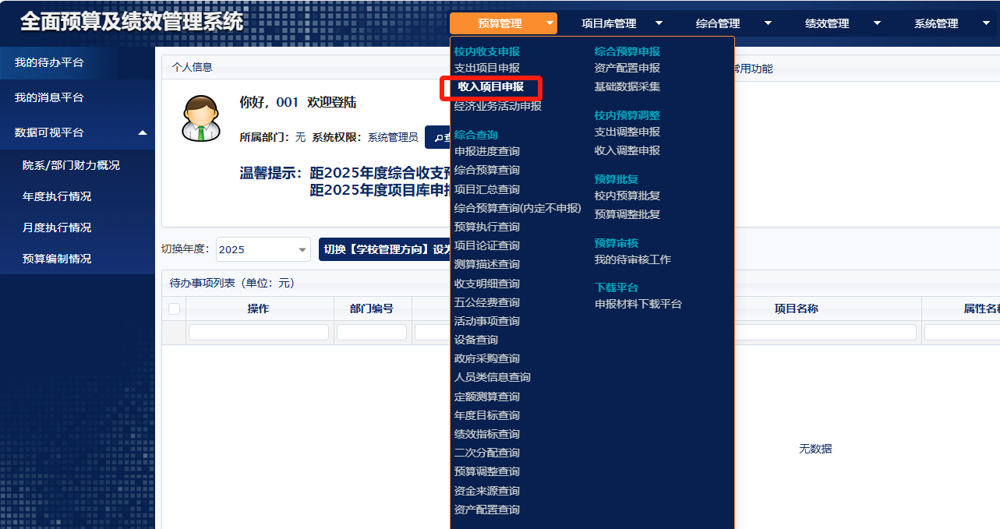 全面预算及绩效管理系统
预算管理
项目库管理
综合管理
绩效管理
系统管理
我的待办平台
我的消息平台
数据可视平台
院系/部门财力概况
年度执行情况
月度执行情况
预算编制情况
个人信息
你好，001 欢迎登陆
所属部门：无 系统权限：系统管理员
温馨提示：距2025年度综合收支
距2025年度项目库申
常用功能
切换年度：
2025
切换【学校管理方向】设
待办事项列表（单位：元）
操作
部门编号
项目名称
属性名
无数据
校内收支申报
支出项目申报
收入项目申报
经济业务活动申报
综合查询
申报进度查询
综合预算查询
项目汇总查询
综合预算查询(内定不申报)
预算执行查询
项目论证查询
测算描述查询
收支明细查询
五公经费查询
活动事项查询
设备查询
政府采购查询
人员类信息查询
定额测算查询
年度目标查询
绩效指标查询
二次分配查询
预算调整查询
资金来源查询
资产配置查询
综合预算申报
资产配置申报
基础数据采集
校内预算调整
支出调整申报
收入调整申报
预算批复
校内预算批复
预算调整批复
预算审核
我的待审核工作
下载平台
申报材料下载平台